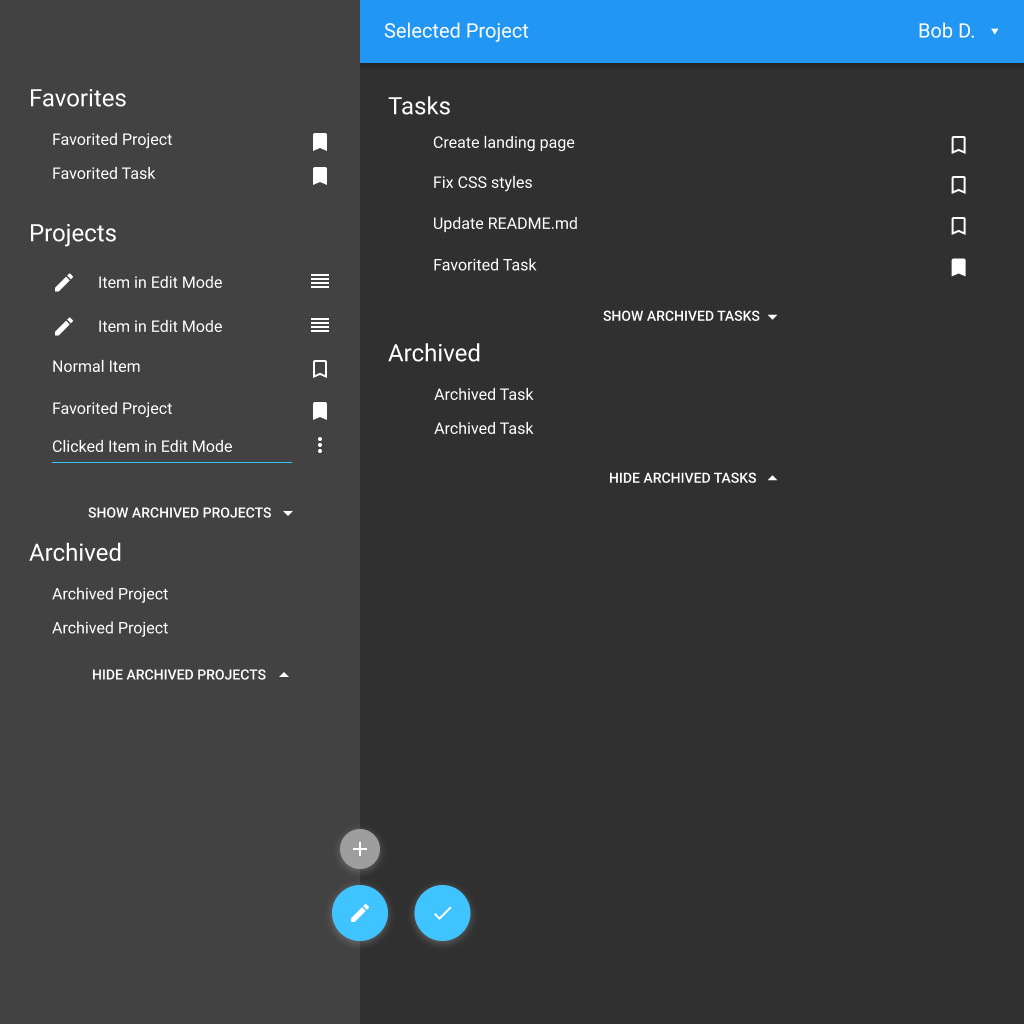 Selected Project
Bob D.
Favorites
Favorited Project
Favorited Task
Projects
Item in Edit Mode
Item in Edit Mode
Normal Item
Favorited Project
Clicked Item in Edit Mode
SHOW ARCHIVED PROJECTS
Archived
Archived Project
Archived Project
HIDE ARCHIVED PROJECTS
Tasks
Create landing page
Fix CSS styles
Update README.md
Favorited Task
SHOW ARCHIVED TASKS
Archived
Archived Task
Archived Task
HIDE ARCHIVED TASKS